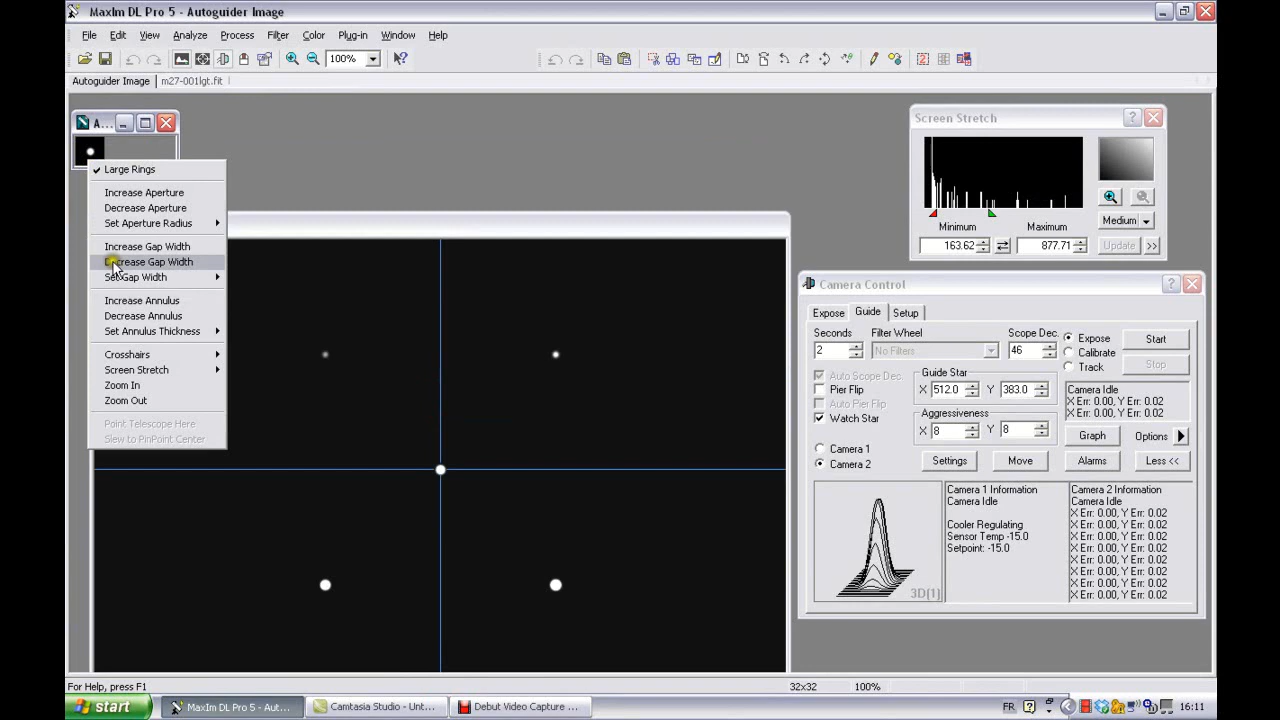 MaxIm DL Pro 5 - Autoguider Image
File Edit View Analyze Process Filter Color Plug-in Window Help
100%
Autoguider Image m27-001lgt.fit
A...
Large Rings
Increase Aperture
Decrease Aperture
Set Aperture Radius
Increase Gap Width
Decrease Gap Width
Set Gap Width
Increase Annulus
Decrease Annulus
Set Annulus Thickness
Crosshairs
Screen Stretch
Zoom In
Zoom Out
Point Telescope Here
Slew to PinPoint Center
Screen Stretch
Medium
Minimum Maximum
163.62 877.71 Update >>
Camera Control
Expose Guide Setup
Seconds Filter Wheel Scope Dec.
2 No Filters 46
Expose
Calibrate
Track
Start
Stop
Auto Scope Dec.
Pier Flip
Auto Pier Flip
Watch Star
Guide Star
X 512.0 Y 383.0
Aggressiveness
X 8 Y 8
Camera Idle
X Err: 0.00, Y Err: 0.02
X Err: 0.00, Y Err: 0.02
Camera 1
Camera 2
Graph Options
Settings Move Alarms Less <<
3D[1]
Camera 1 Information
Camera Idle
Cooler Regulating
Sensor Temp -15.0
Setpoint: -15.0
Camera 2 Information
Camera Idle
X Err: 0.00, Y Err: 0.02
X Err: 0.00, Y Err: 0.02
X Err: 0.00, Y Err: 0.02
X Err: 0.00, Y Err: 0.02
X Err: 0.00, Y Err: 0.02
X Err: 0.00, Y Err: 0.02
X Err: 0.00, Y Err: 0.02
X Err: 0.00, Y Err: 0.02
For Help, press F1 32x32 100%
start MaxIm DL Pro 5 - Aut... Camtasia Studio - Unt... Debut Video Capture ... FR 16:11